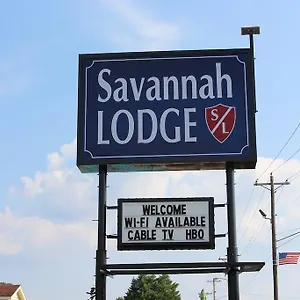 Savannah
LODGE
S/L
WELCOME
WI-FI AVAILABLE
CABLE TV HBO